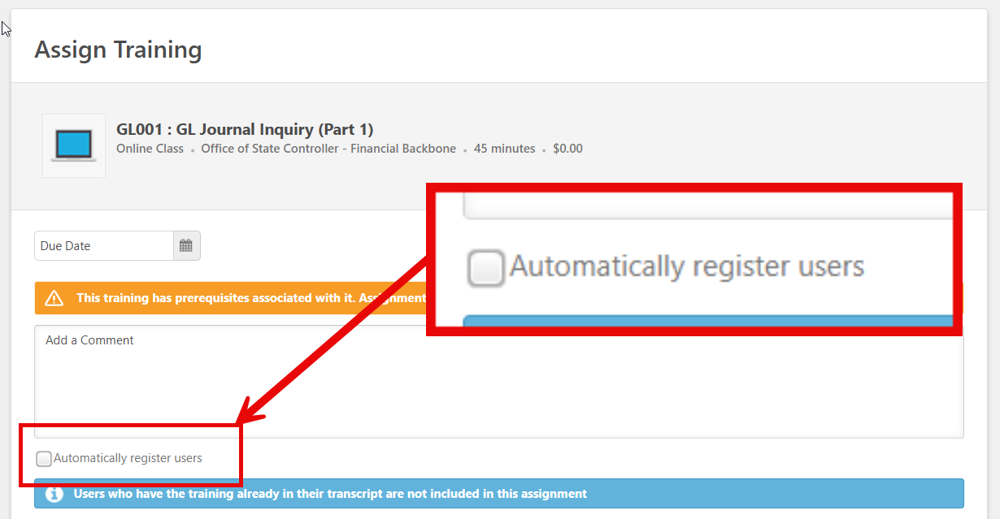 Assign Training
GL001 : GL Journal Inquiry (Part 1)
Online Class • Office of State Controller - Financial Backbone • 45 minutes • $0.00
Automatically register users
Due Date
This training has prerequisites associated with it. Assignment
Add a Comment
Automatically register users
Users who have the training already in their transcript are not included in this assignment